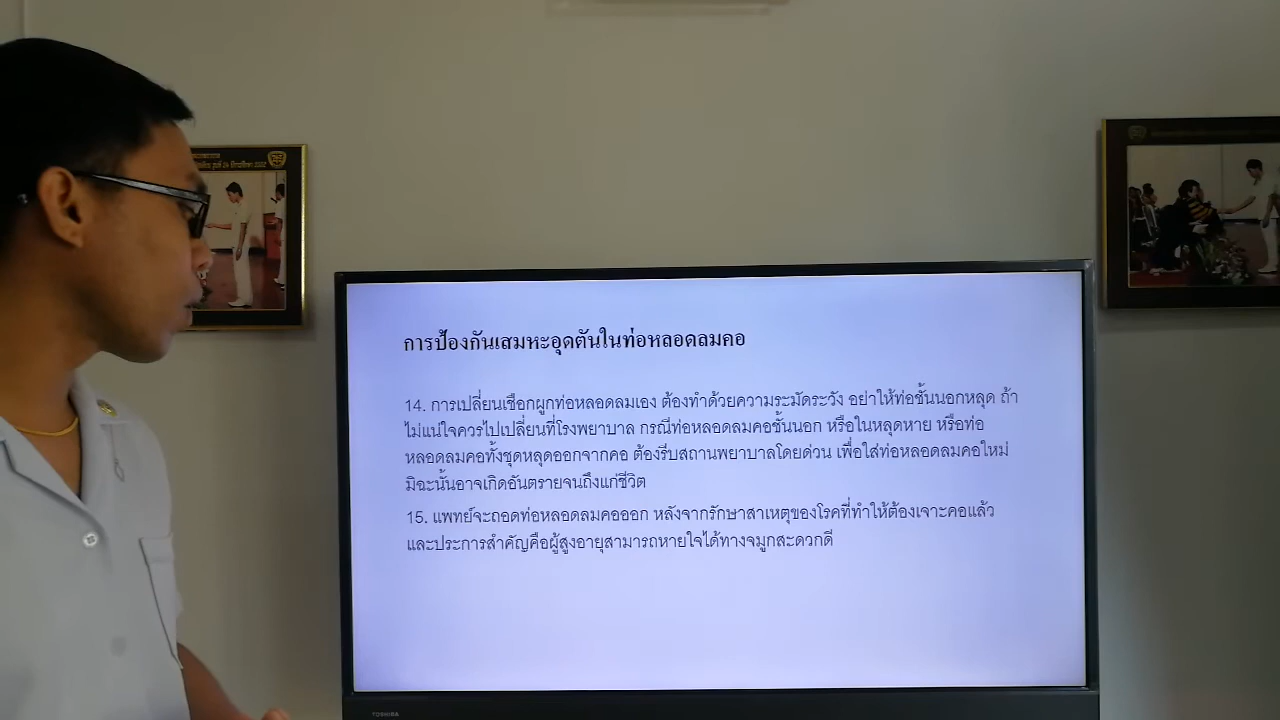 การป้องกันเสมหะอุดตันในท่อหลอดลมคอ
14. การเปลี่ยนเชือกผูกท่อหลอดลมเอง ต้องทำด้วยความระมัดระวัง อย่าให้ท่อชั้นนอกหลุด ถ้า
ไม่แน่ใจควรไปเปลี่ยนที่โรงพยาบาล กรณีท่อหลอดลมคอชั้นนอก หรือในหลุดหาย หรือท่อ
หลอดลมคอทั้งชุดหลุดออกจากคอ ต้องรีบสถานพยาบาลโดยด่วน เพื่อใส่ท่อหลอดลมคอใหม่
มิฉะนั้นอาจเกิดอันตรายจนถึงแก่ชีวิต
15. แพทย์จะถอดท่อหลอดลมคอออก หลังจากรักษาสาเหตุของโรคที่ทำให้ต้องเจาะคอแล้ว
และประการสำคัญคือผู้สูงอายุสามารถหายใจได้ทางจมูกสะดวกดี
TOSHIBA